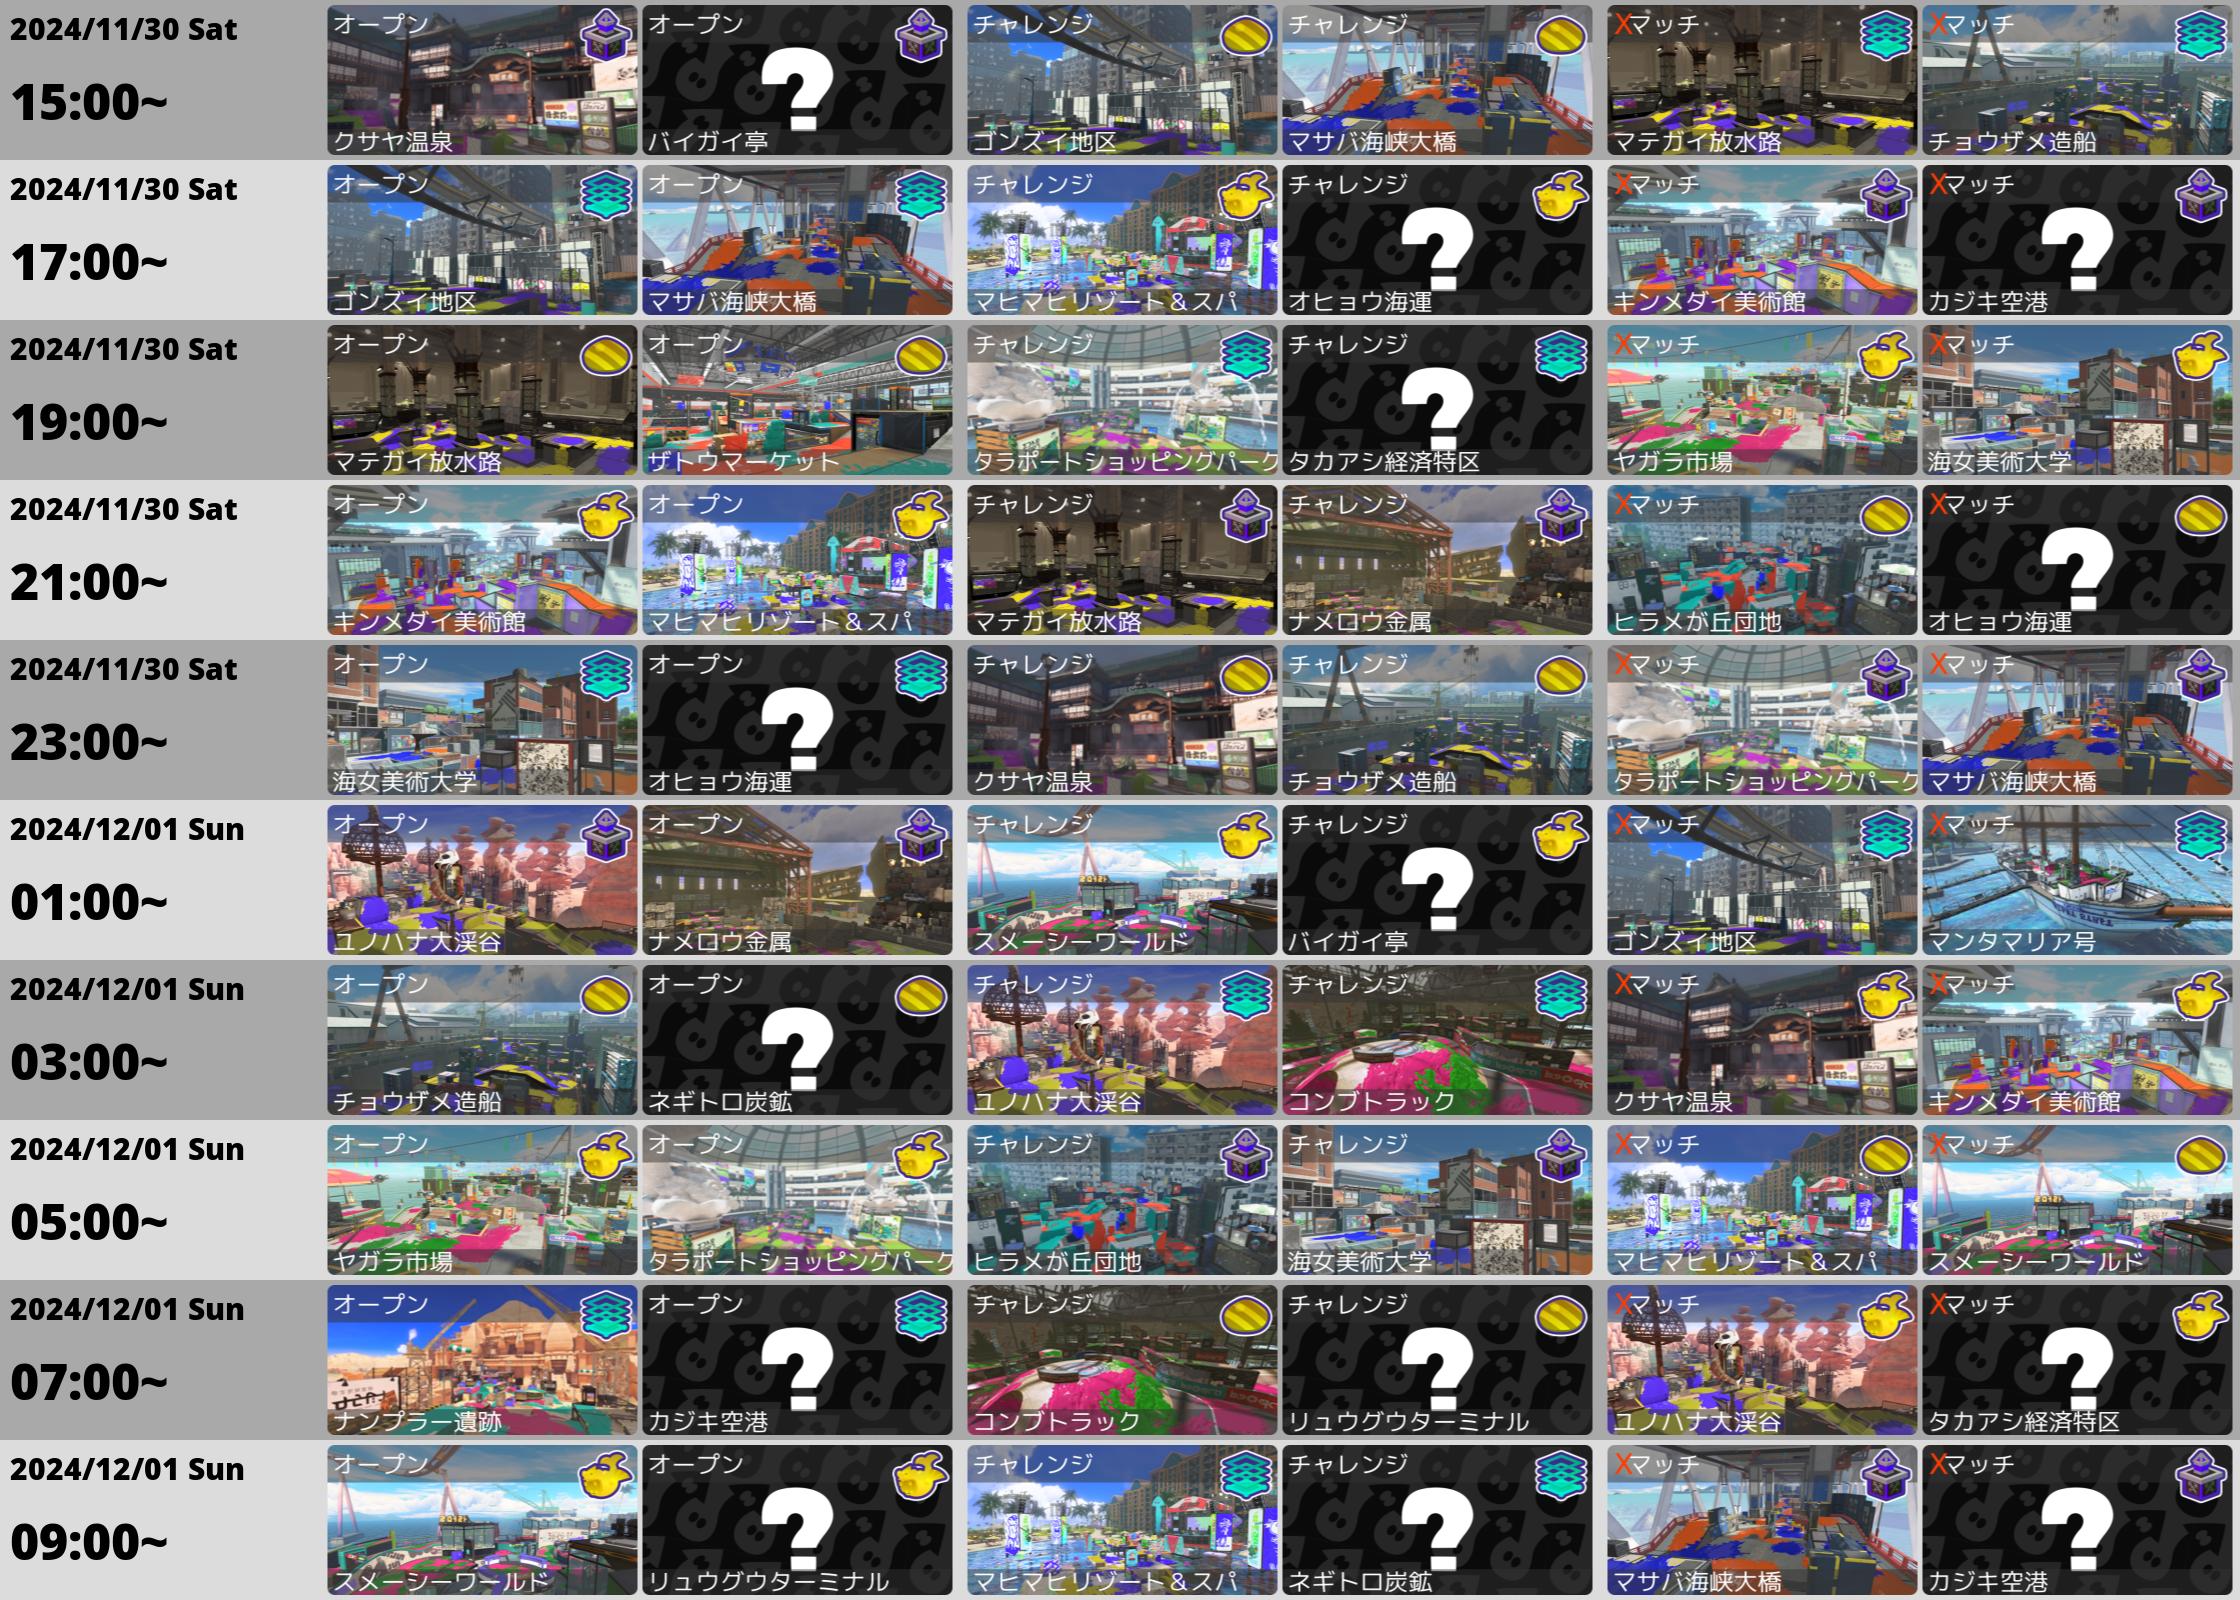 2024/11/30 Sat
15:00~
オープン
クサヤ温泉
オープン
バイガイ亭
チャレンジ
ゴンズイ地区
チャレンジ
マサバ海峡大橋
Xマッチ
マテガイ放水路
Xマッチ
チョウザメ造船
2024/11/30 Sat
17:00~
オープン
ゴンズイ地区
オープン
マサバ海峡大橋
チャレンジ
マヒマヒリゾート＆スパ
チャレンジ
オヒョウ海運
Xマッチ
キンメダイ美術館
Xマッチ
カジキ空港
2024/11/30 Sat
19:00~
オープン
マテガイ放水路
オープン
ザトウマーケット
チャレンジ
タラポートショッピングパーク
チャレンジ
タカアシ経済特区
Xマッチ
ヤガラ市場
Xマッチ
海女美術大学
2024/11/30 Sat
21:00~
オープン
キンメダイ美術館
オープン
マヒマヒリゾート＆スパ
チャレンジ
マテガイ放水路
チャレンジ
ナメロウ金属
Xマッチ
ヒラメが丘団地
Xマッチ
オヒョウ海運
2024/11/30 Sat
23:00~
オープン
海女美術大学
オープン
オヒョウ海運
チャレンジ
クサヤ温泉
チャレンジ
チョウザメ造船
Xマッチ
タラポートショッピングパーク
Xマッチ
マサバ海峡大橋
2024/12/01 Sun
01:00~
オープン
ユノハナ大渓谷
オープン
ナメロウ金属
チャレンジ
スメーシーワールド
チャレンジ
バイガイ亭
Xマッチ
ゴンズイ地区
Xマッチ
マンタマリア号
2024/12/01 Sun
03:00~
オープン
チョウザメ造船
オープン
ネギトロ炭鉱
チャレンジ
ユノハナ大渓谷
チャレンジ
コンブトラック
Xマッチ
クサヤ温泉
Xマッチ
キンメダイ美術館
2024/12/01 Sun
05:00~
オープン
ヤガラ市場
オープン
タラポートショッピングパーク
チャレンジ
ヒラメが丘団地
チャレンジ
海女美術大学
Xマッチ
マヒマヒリゾート＆スパ
Xマッチ
スメーシーワールド
2024/12/01 Sun
07:00~
オープン
ナンプラー遺跡
オープン
カジキ空港
チャレンジ
コンブトラック
チャレンジ
リュウグウターミナル
Xマッチ
ユノハナ大渓谷
Xマッチ
タカアシ経済特区
2024/12/01 Sun
09:00~
オープン
スメーシーワールド
オープン
リュウグウターミナル
チャレンジ
マヒマヒリゾート＆スパ
チャレンジ
ネギトロ炭鉱
Xマッチ
マサバ海峡大橋
Xマッチ
カジキ空港